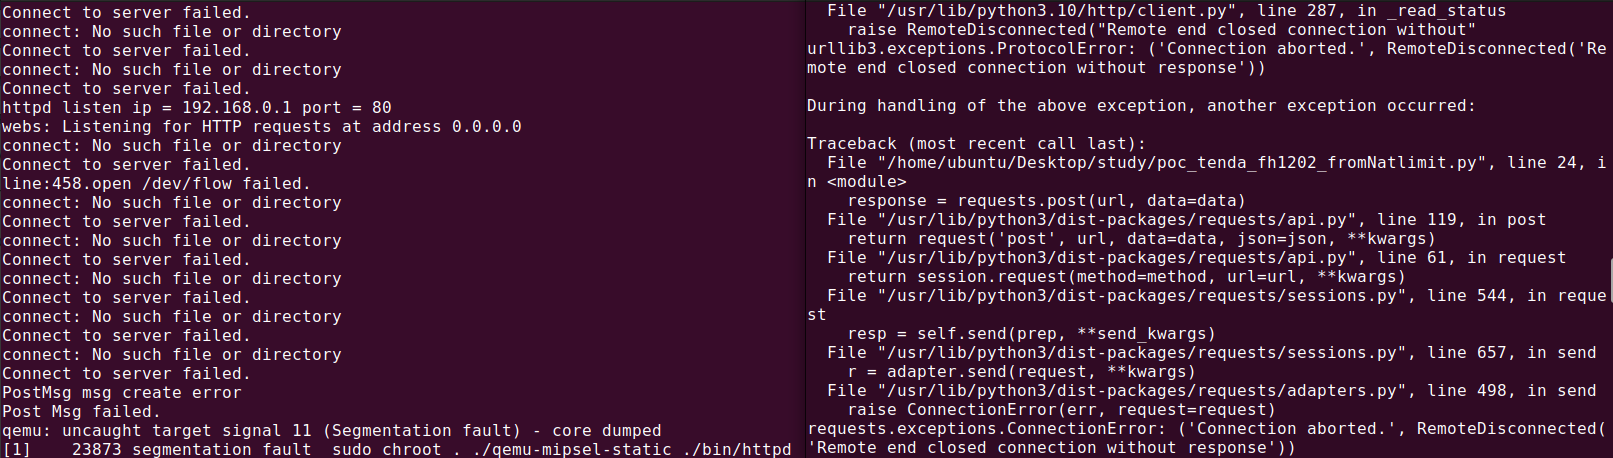 Connect to server failed.
connect: No such file or directory
Connect to server failed.
connect: No such file or directory
Connect to server failed.
httpd listen ip = 192.168.0.1 port = 80
webs: Listening for HTTP requests at address 0.0.0.0
connect: No such file or directory
Connect to server failed.
line:458.open /dev/flow failed.
connect: No such file or directory
Connect to server failed.
connect: No such file or directory
Connect to server failed.
connect: No such file or directory
Connect to server failed.
connect: No such file or directory
Connect to server failed.
connect: No such file or directory
Connect to server failed.
PostMsg msg create error
Post Msg failed.
qemu: uncaught target signal 11 (Segmentation fault) - core dumped
[1]    23873 segmentation fault  sudo chroot . ./qemu-mipsel-static ./bin/httpd
  File "/usr/lib/python3.10/http/client.py", line 287, in _read_status
    raise RemoteDisconnected("Remote end closed connection without"
urllib3.exceptions.ProtocolError: ('Connection aborted.', RemoteDisconnected('Re
mote end closed connection without response'))

During handling of the above exception, another exception occurred:

Traceback (most recent call last):
  File "/home/ubuntu/Desktop/study/poc_tenda_fh1202_fromNatlimit.py", line 24, i
n <module>
    response = requests.post(url, data=data)
  File "/usr/lib/python3/dist-packages/requests/api.py", line 119, in post
    return request('post', url, data=data, json=json, **kwargs)
  File "/usr/lib/python3/dist-packages/requests/api.py", line 61, in request
    return session.request(method=method, url=url, **kwargs)
  File "/usr/lib/python3/dist-packages/requests/sessions.py", line 544, in reque
st
    resp = self.send(prep, **send_kwargs)
  File "/usr/lib/python3/dist-packages/requests/sessions.py", line 657, in send
    r = adapter.send(request, **kwargs)
  File "/usr/lib/python3/dist-packages/requests/adapters.py", line 498, in send
    raise ConnectionError(err, request=request)
requests.exceptions.ConnectionError: ('Connection aborted.', RemoteDisconnected(
'Remote end closed connection without response'))